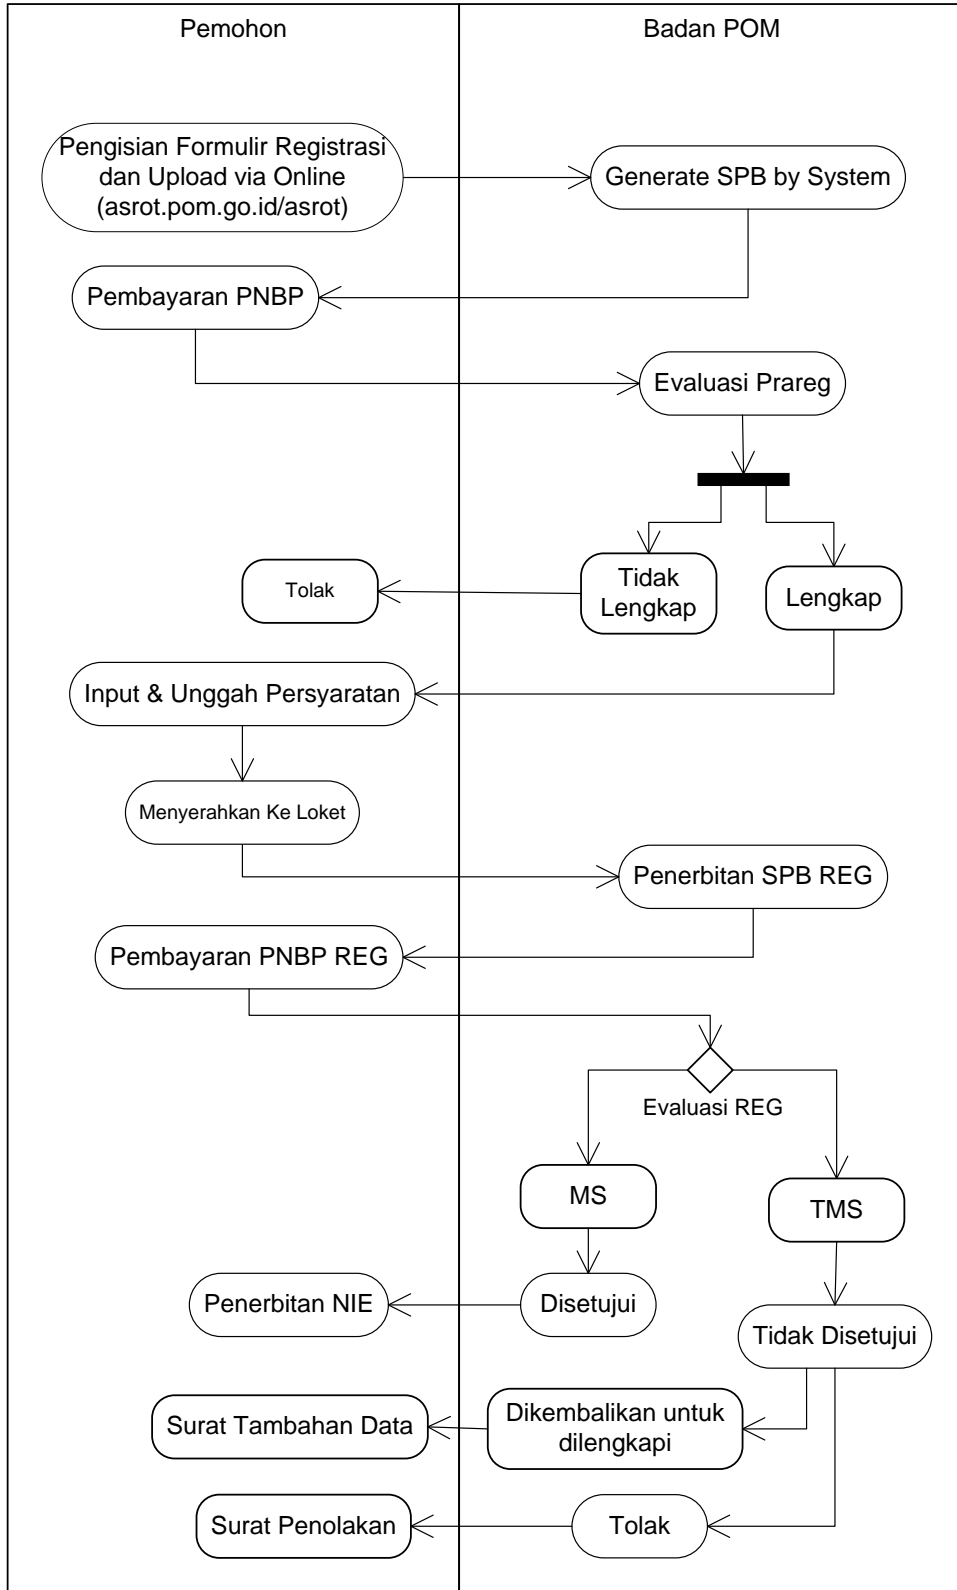 Pemohon
Badan POM
Pengisian Formulir Registrasi
dan Upload via Online
(asrot.pom.go.id/asrot)
Generate SPB by System
Pembayaran PNBP
Evaluasi Prareg
Tidak
Lengkap
Lengkap
Tolak
Input & Unggah Persyaratan
Menyerahkan Ke Loket
Penerbitan SPB REG
Pembayaran PNBP REG
Evaluasi REG
MS
TMS
Penerbitan NIE
Disetujui
Tidak Disetujui
Surat Tambahan Data
Dikembalikan untuk
dilengkapi
Surat Penolakan
Tolak